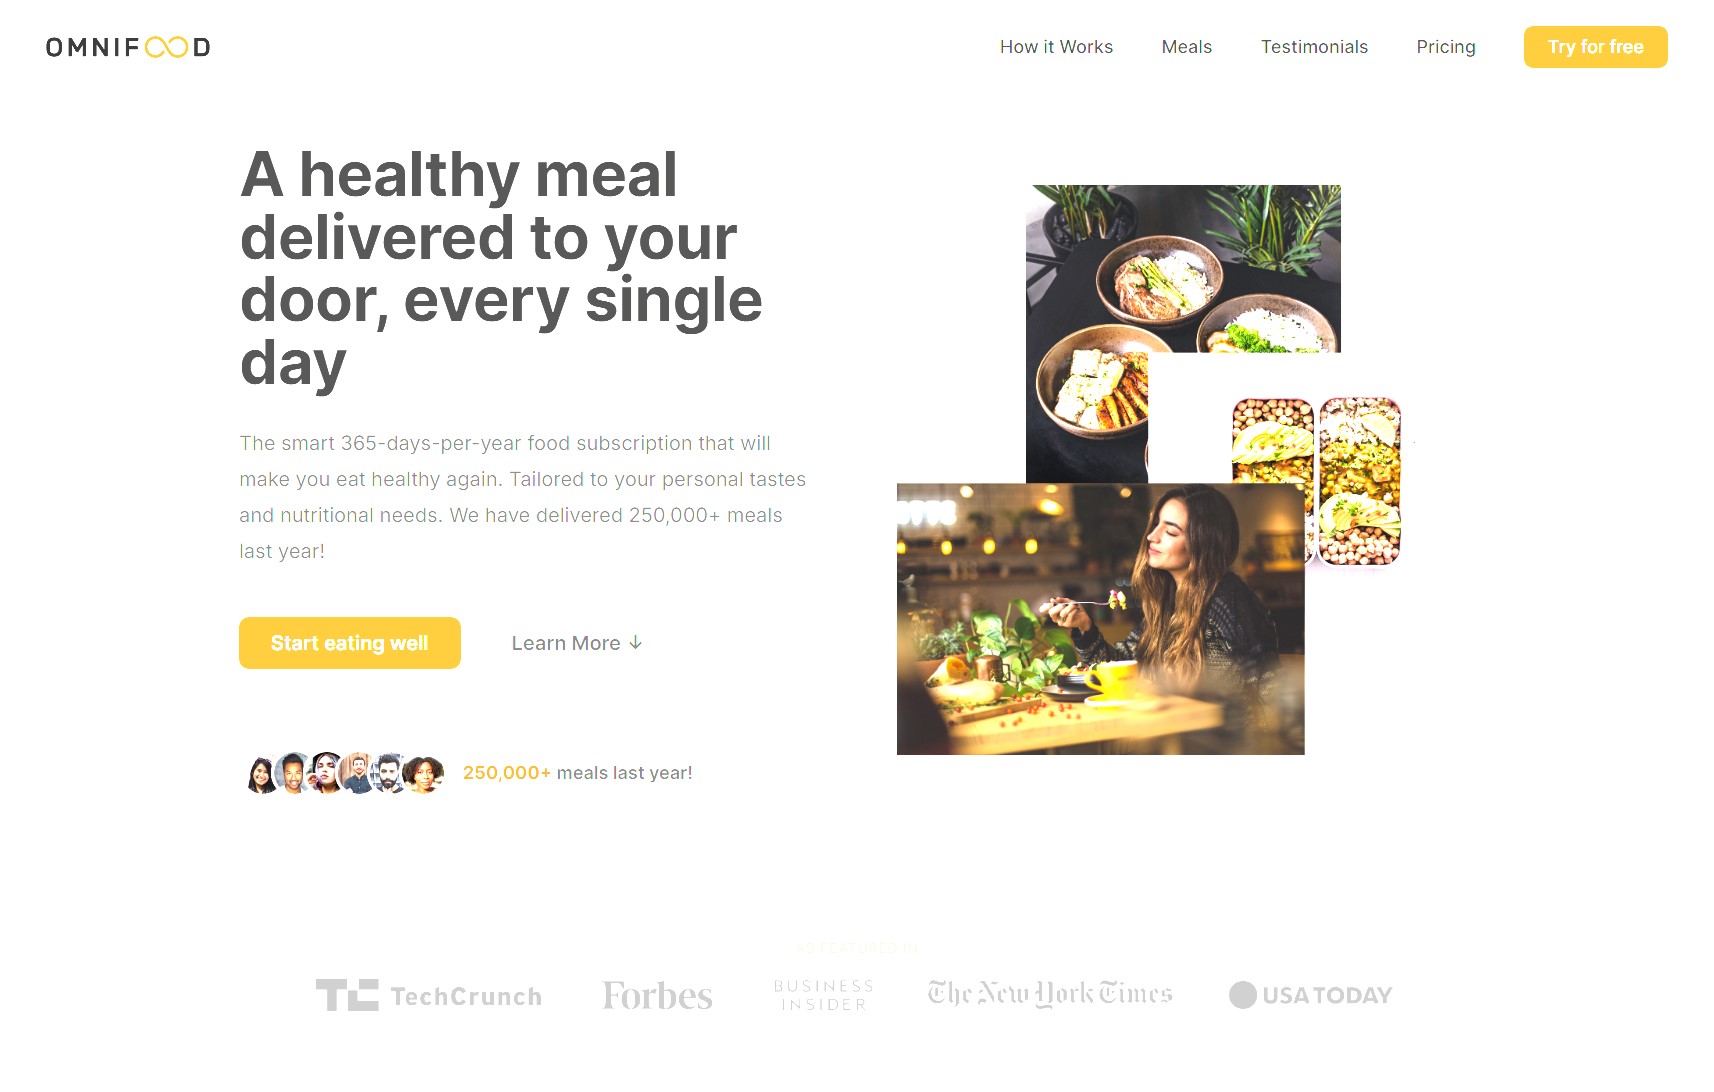 OMNIFOOD
How it Works
Meals
Testimonials
Pricing
Try for free
A healthy meal
delivered to your
door, every single
day
The smart 365-days-per-year food subscription that will
make you eat healthy again. Tailored to your personal tastes
and nutritional needs. We have delivered 250,000+ meals
last year!
Start eating well
Learn More ↓
250,000+ meals last year!
AS FEATURED IN
TC TechCrunch
Forbes
BUSINESS
INSIDER
The New York Times
USA TODAY